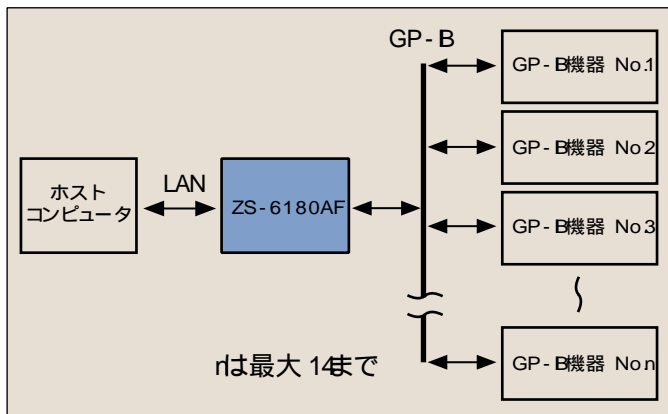 GP-IB
GP-IB機器 No.1
GP-IB機器 No.2
ホスト
コンピュータ
LAN
ZS-6180AF
GP-IB機器 No.3
GP-IB機器 No.n
nは最大 14まで